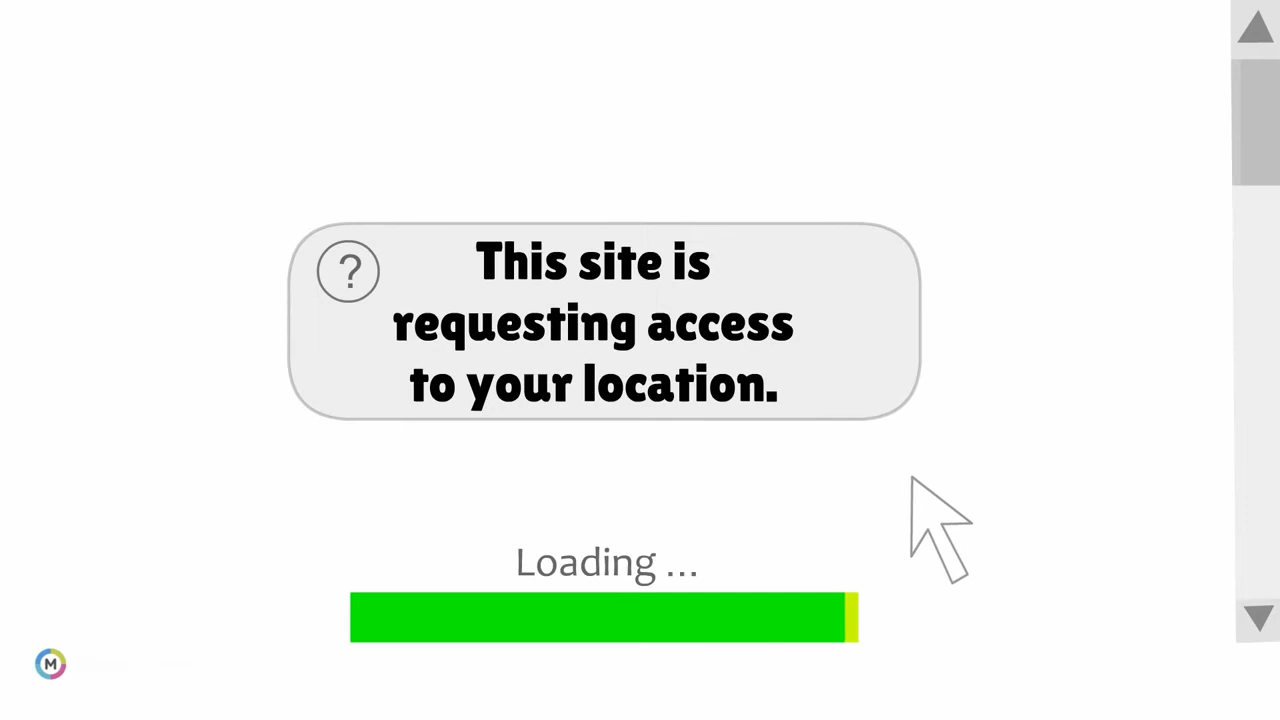 ?
This site is
requesting access
to your location.
Loading ...
M